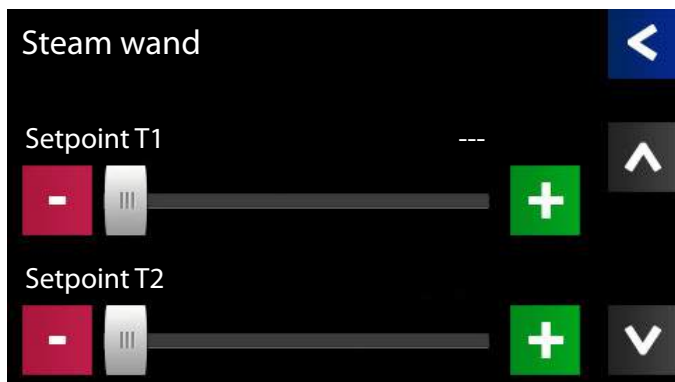 Steam wand
<
Setpoint T1 ---
- +
Setpoint T2
- +